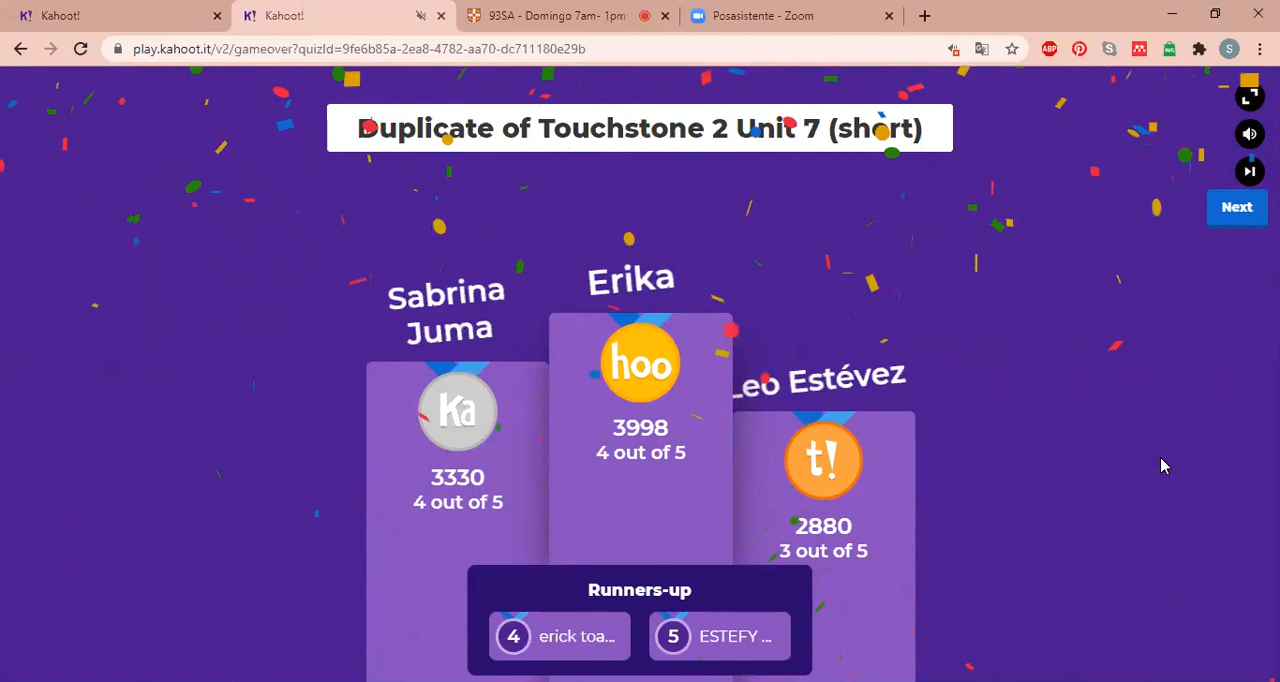 Kahoot!
Kahoot!
93SA - Domingo 7am- 1pm
Posasistente - Zoom
play.kahoot.it/v2/gameover?quizId=9fe6b85a-2ea8-4782-aa70-dc711180e29b
ABP
S
Duplicate of Touchstone 2 Unit 7 (short)
Next
Erika
Sabrina
Juma
Leo Estévez
hoo
3998
4 out of 5
Ka
3330
4 out of 5
t!
2880
3 out of 5
Runners-up
4 erick toa...
5 ESTEFY ...